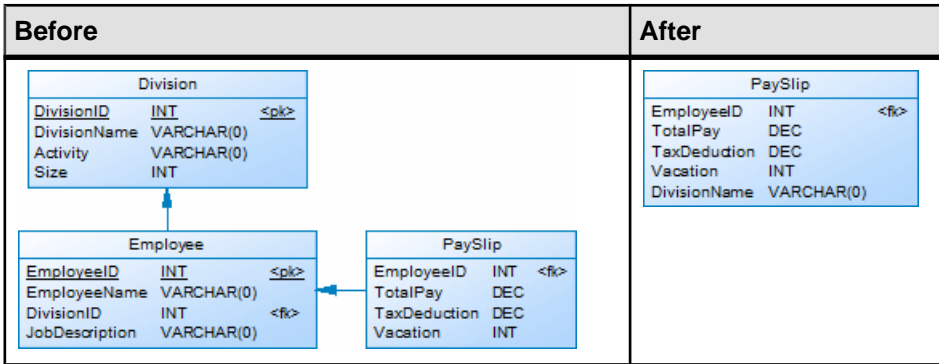 Before
After
Division
DivisionID INT <pk>
DivisionName VARCHAR(0)
Activity VARCHAR(0)
Size INT
Employee
EmployeeID INT <pk>
EmployeeName VARCHAR(0)
DivisionID INT <fk>
JobDescription VARCHAR(0)
PaySlip
EmployeeID INT <fk>
TotalPay DEC
TaxDeduction DEC
Vacation INT
PaySlip
EmployeeID INT <fk>
TotalPay DEC
TaxDeduction DEC
Vacation INT
DivisionName VARCHAR(0)